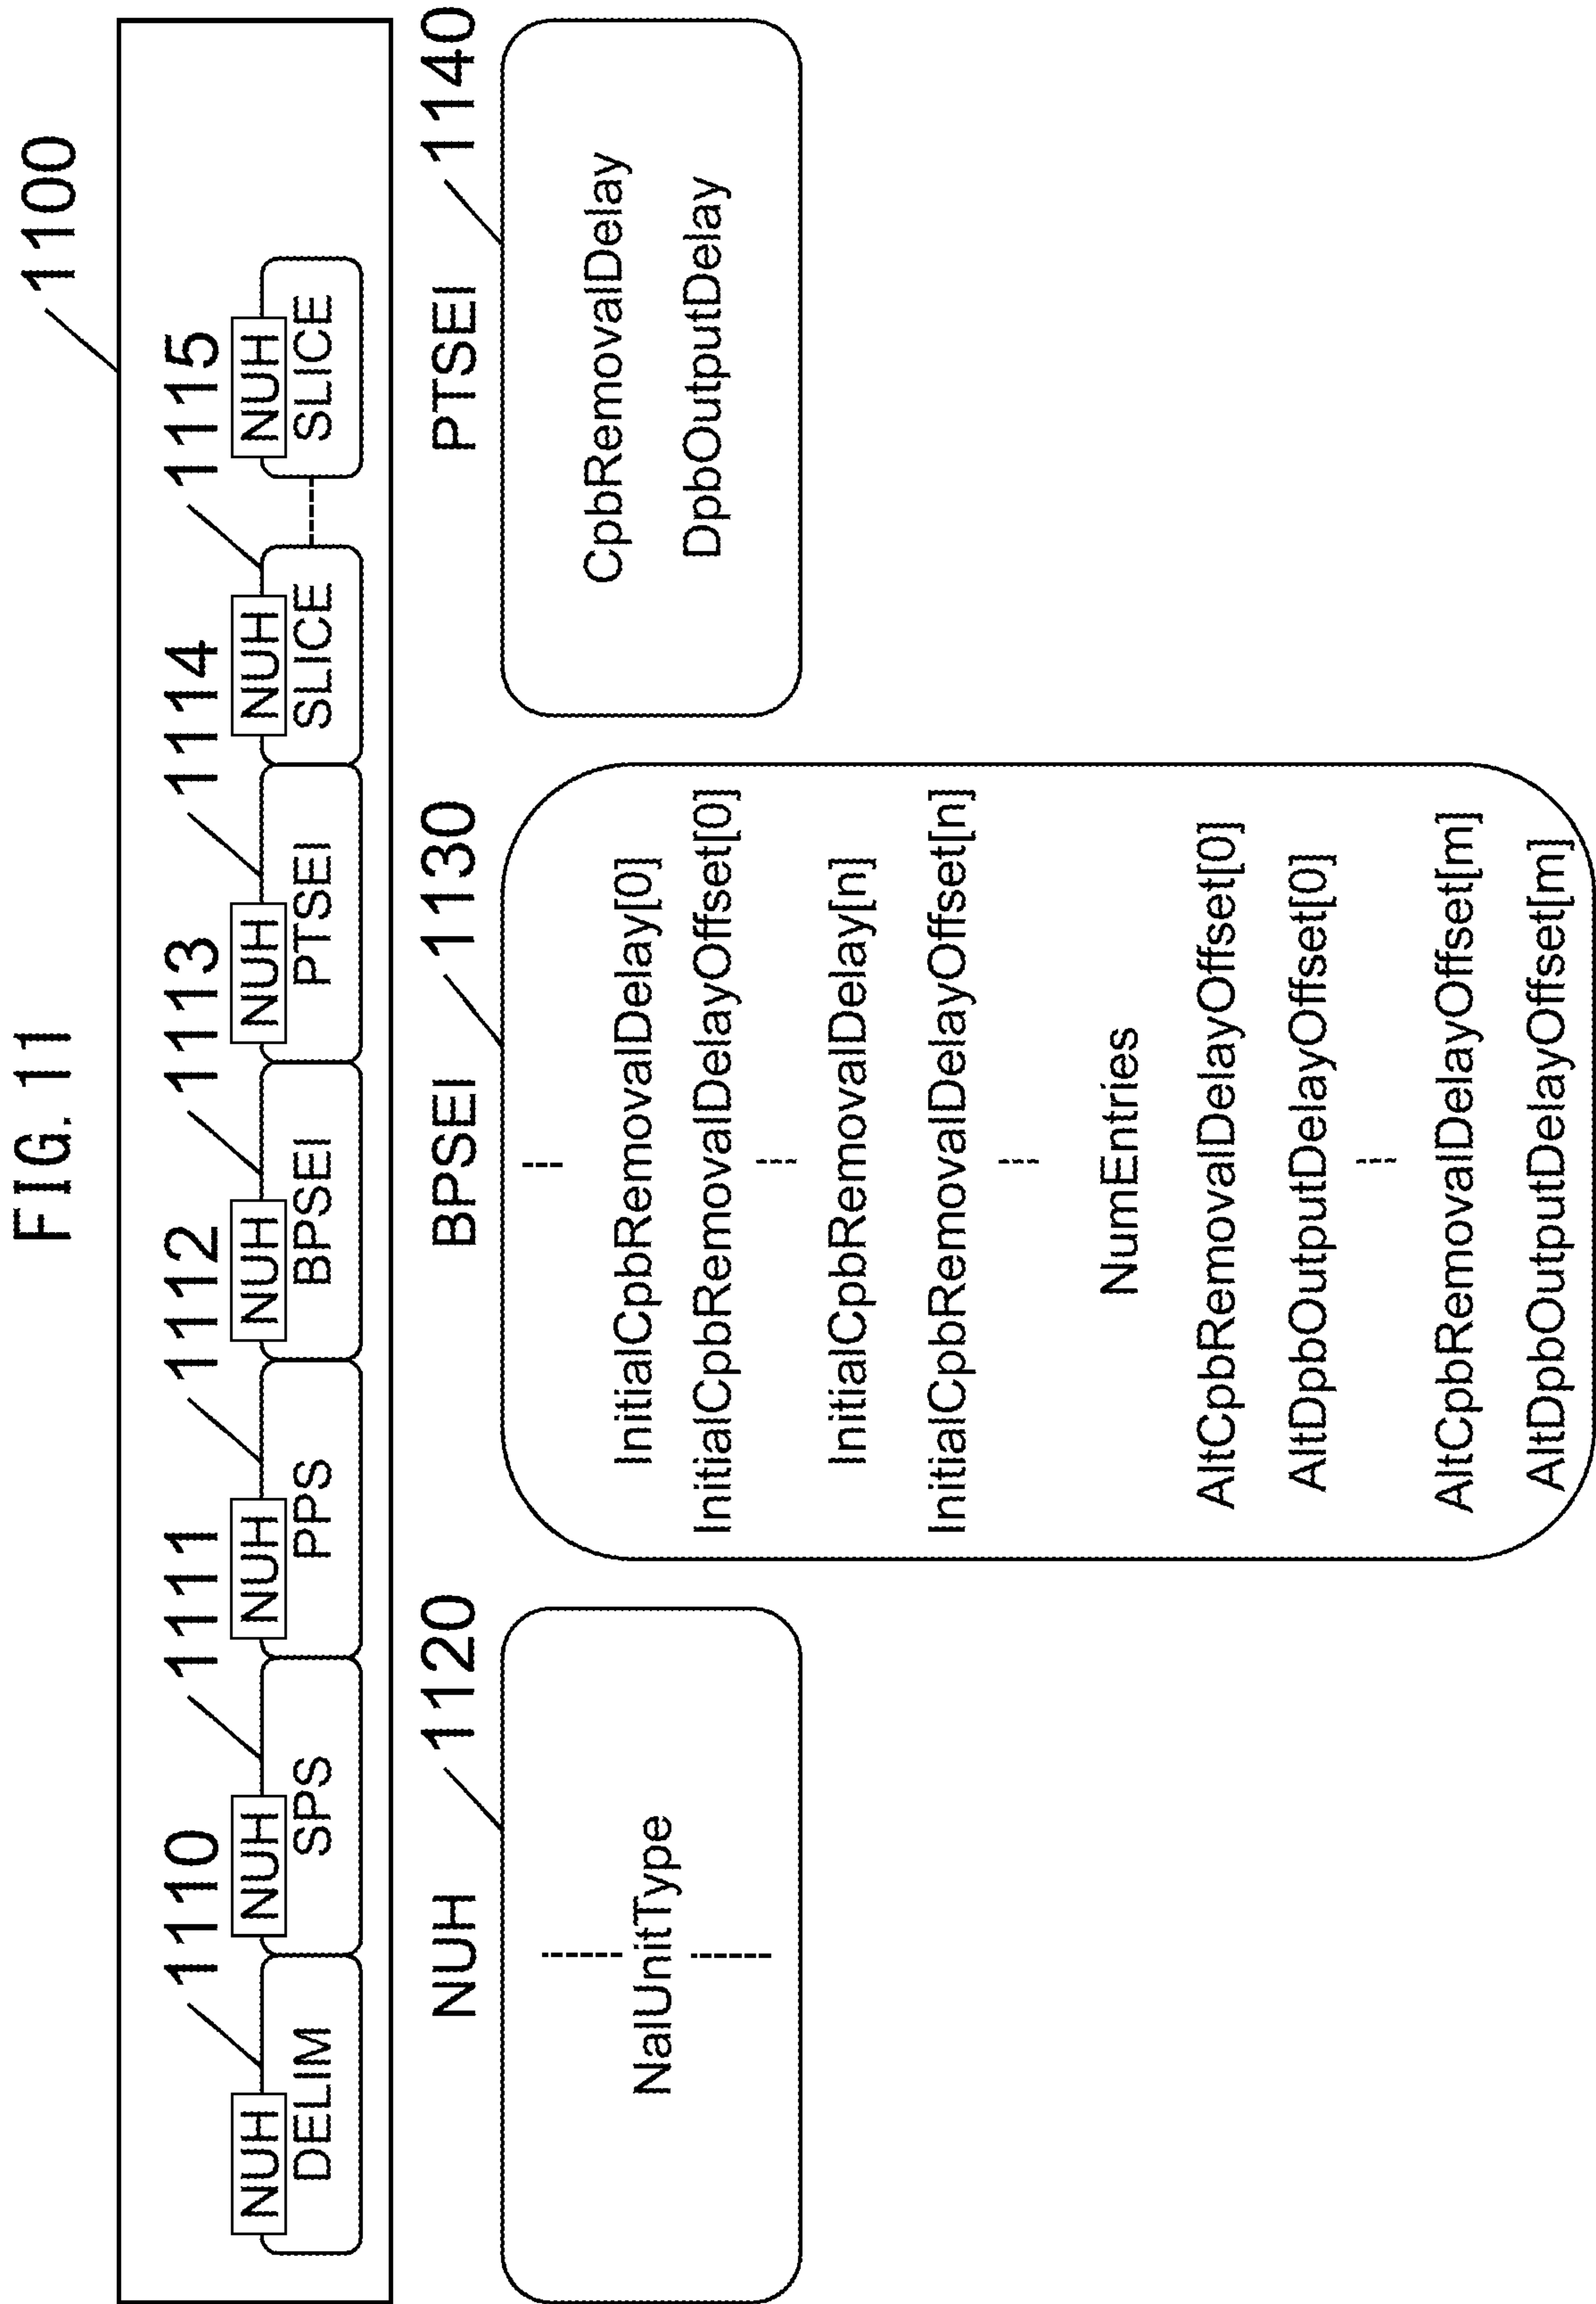 FIG. 11
1100
1110
1111
1112
1113
1114
1115
NUH
NUH
NUH
NUH
NUH
NUH
NUH
DELIM
SPS
PPS
BPSEI
PTSEI
SLICE
SLICE
NUH
1120
NalUnitType
BPSEI
1130
InitialCpbRemovalDelay[0]
InitialCpbRemovalDelayOffset[0]
InitialCpbRemovalDelay[n]
InitialCpbRemovalDelayOffset[n]
NumEntries
AltCpbRemovalDelayOffset[0]
AltDpbOutputDelayOffset[0]
AltCpbRemovalDelayOffset[m]
AltDpbOutputDelayOffset[m]
PTSEI
1140
CpbRemovalDelay
DpbOutputDelay